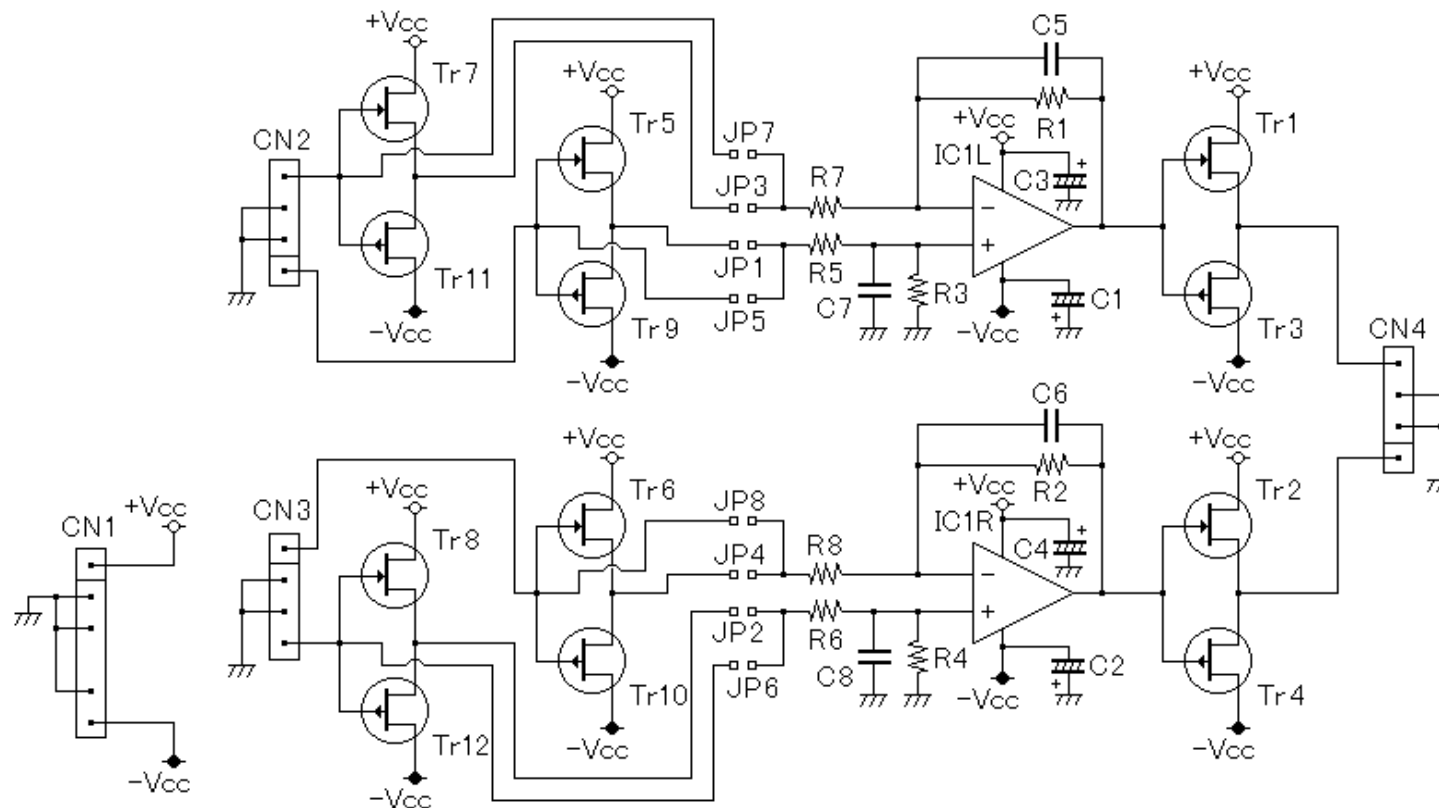 +Vcc
Tr7
CN2
Tr11
-Vcc
+Vcc
Tr5
Tr9
-Vcc
JP7
JP3
JP1
JP5
R7
R5
C7
R3
C5
R1
+Vcc
IC1L
C3
-Vcc
C1
+Vcc
Tr1
Tr3
-Vcc
CN4
CN1
+Vcc
-Vcc
CN3
+Vcc
Tr8
Tr12
-Vcc
+Vcc
Tr6
Tr10
-Vcc
JP8
JP4
JP2
JP6
R8
R6
C8
R4
C6
R2
+Vcc
IC1R
C4
-Vcc
C2
+Vcc
Tr2
Tr4
-Vcc